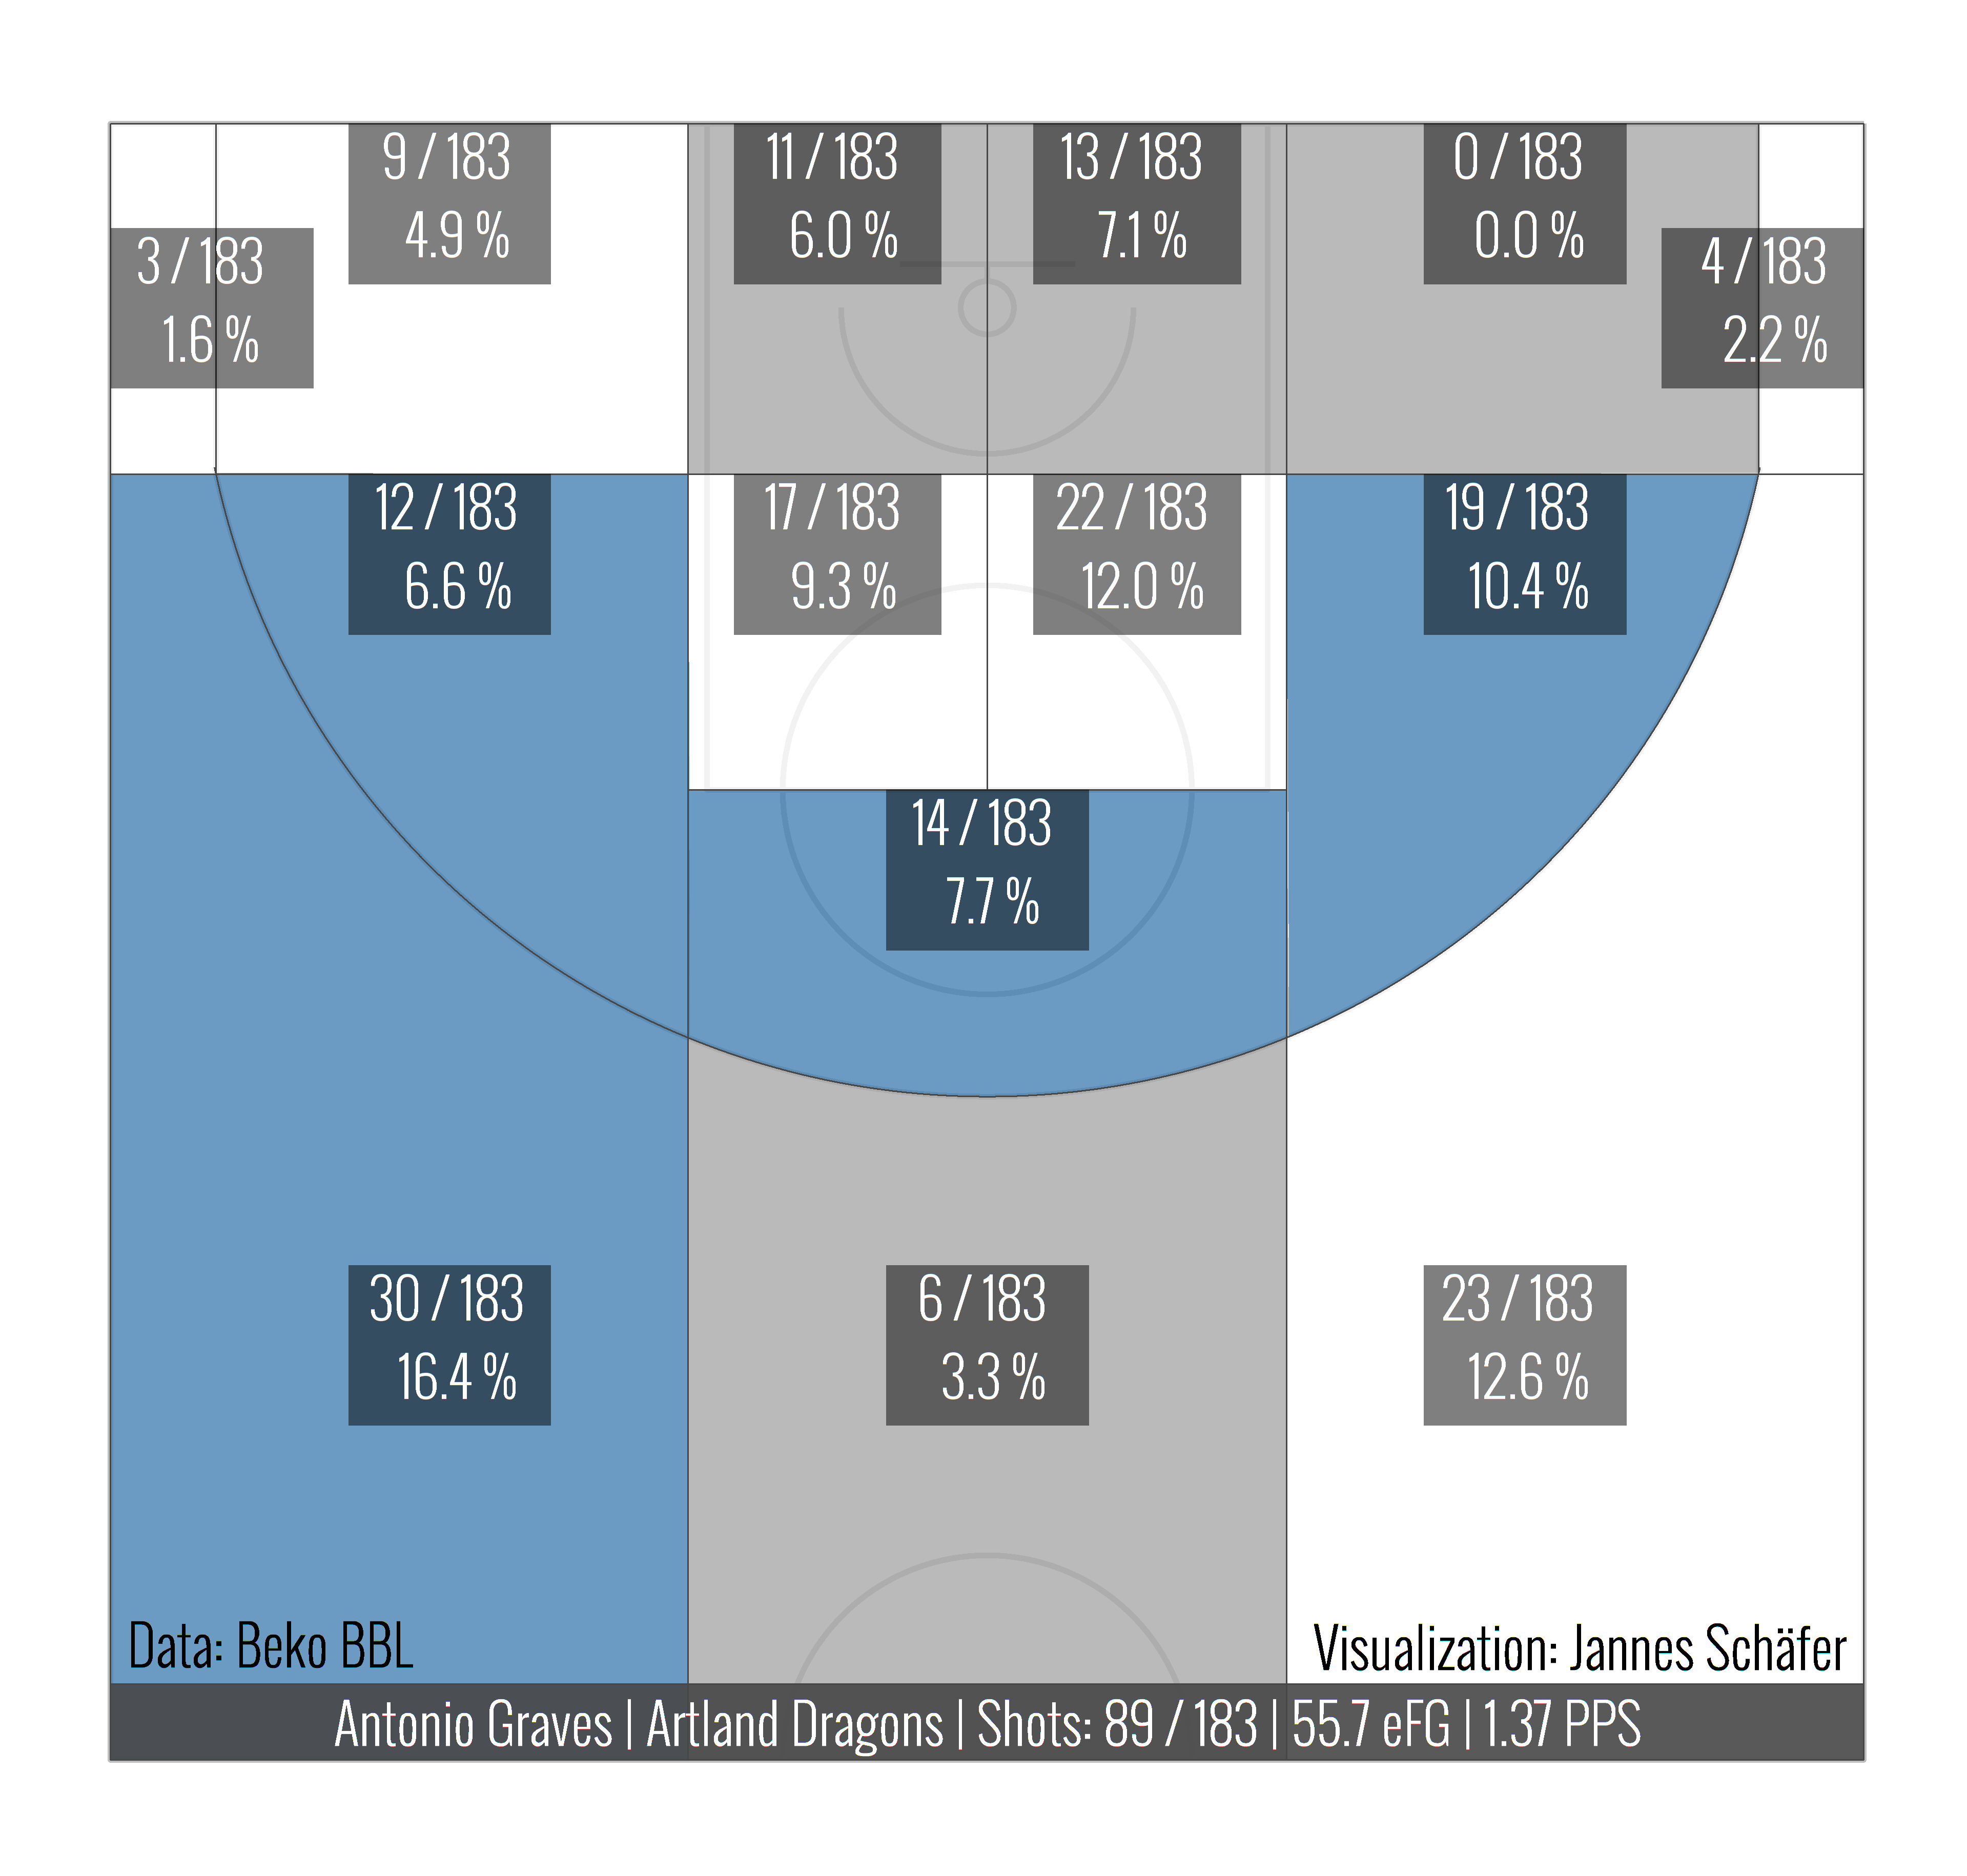 9 / 183
4.9 %
11 / 183
6.0 %
13 / 183
7.1 %
0 / 183
0.0 %
3 / 183
1.6 %
4 / 183
2.2 %
12 / 183
6.6 %
17 / 183
9.3 %
22 / 183
12.0 %
19 / 183
10.4 %
14 / 183
7.7 %
30 / 183
16.4 %
6 / 183
3.3 %
23 / 183
12.6 %
Data: Beko BBL
Visualization: Jannes Schäfer
Antonio Graves | Artland Dragons | Shots: 89 / 183 | 55.7 eFG | 1.37 PPS